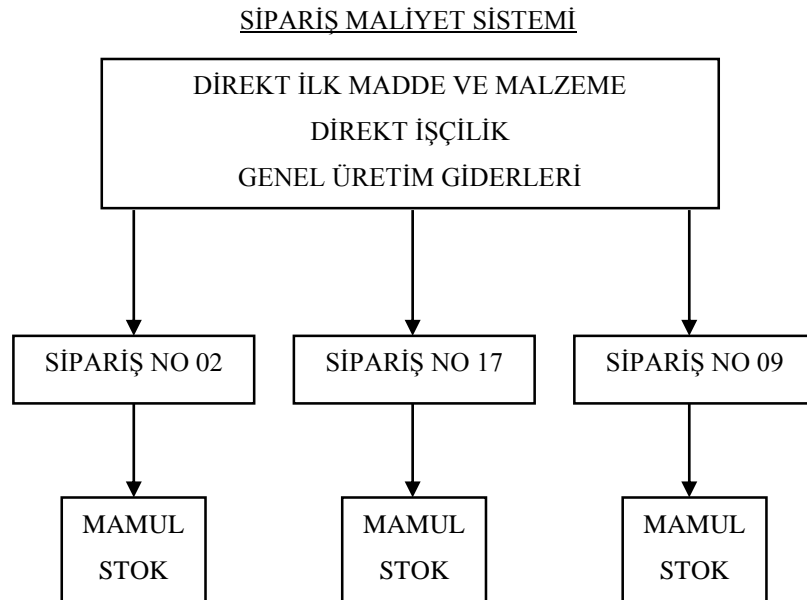 SİPARİŞ MALİYET SİSTEMİ
DİREKT İLK MADDE VE MALZEME
DİREKT İŞÇİLİK
GENEL ÜRETİM GİDERLERİ
SİPARİŞ NO 02
SİPARİŞ NO 17
SİPARİŞ NO 09
MAMUL
STOK
MAMUL
STOK
MAMUL
STOK